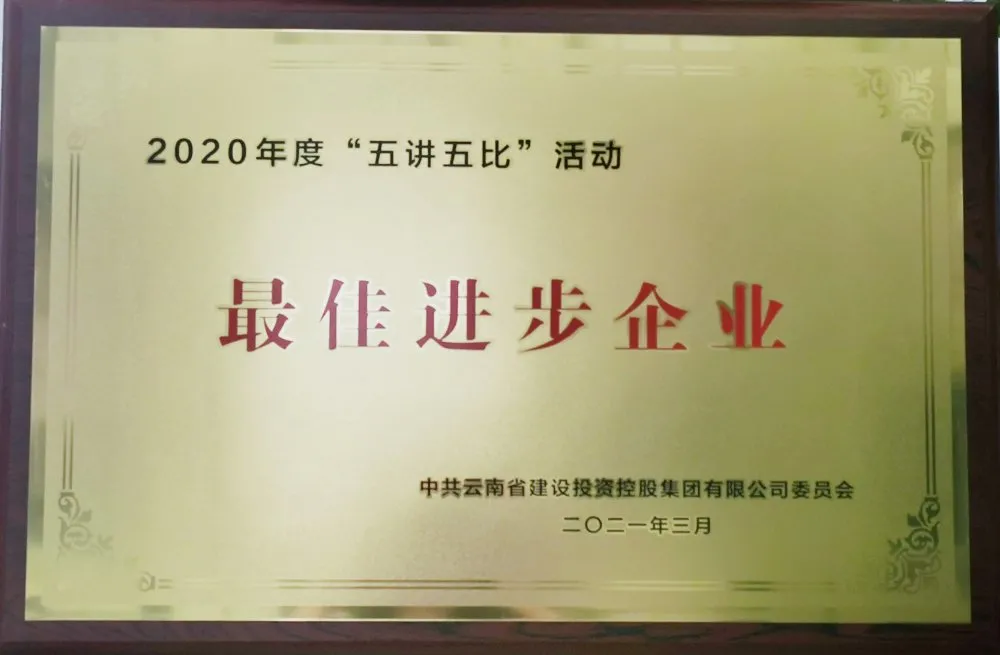 2020年度“五讲五比”活动
最佳进步企业
中共云南省建设投资控股集团有限公司委员会
二〇二一年三月